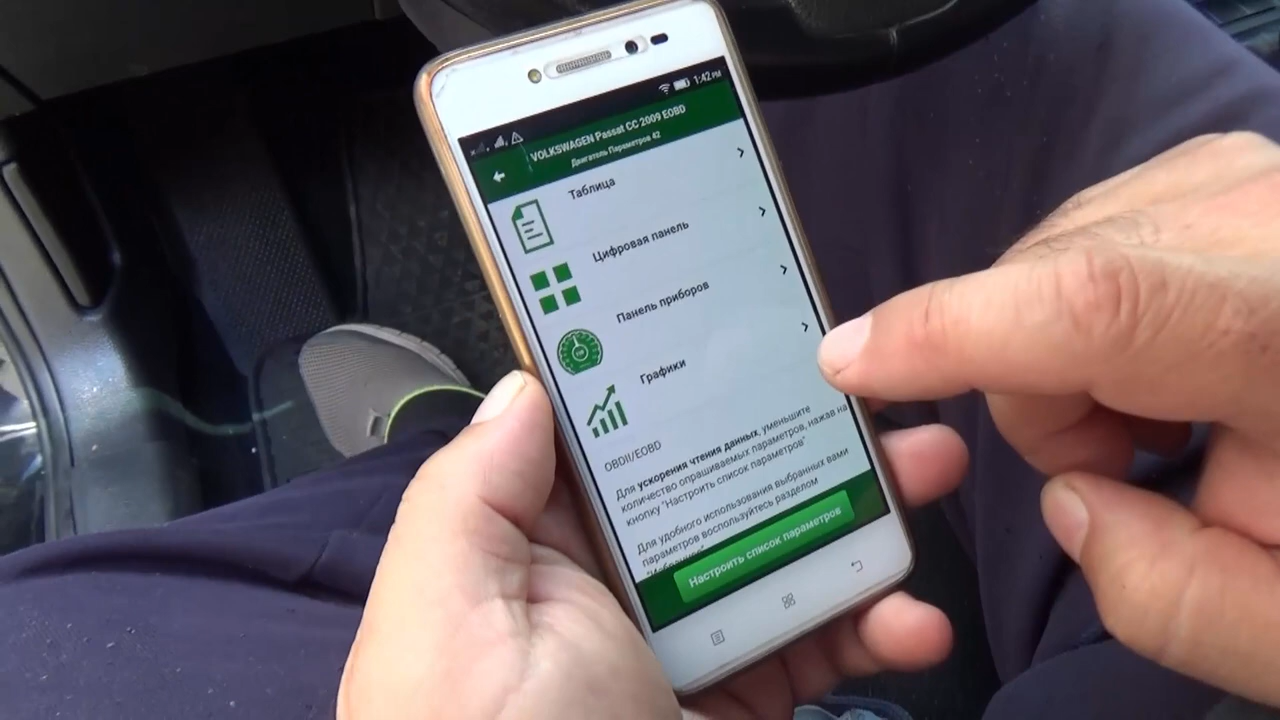 1:42 PM
VOLKSWAGEN Passat CC 2009 EOBD
Двигатель Параметров 42
Таблица
Цифровая панель
Панель приборов
Графики
OBDII/EOBD
Для ускорения чтения данных, уменьшите
количество опрашиваемых параметров, нажав на
кнопку "Настроить список параметров"
Для удобного использования выбранных вами
параметров воспользуйтесь разделом
"Избранное"
Настроить список параметров